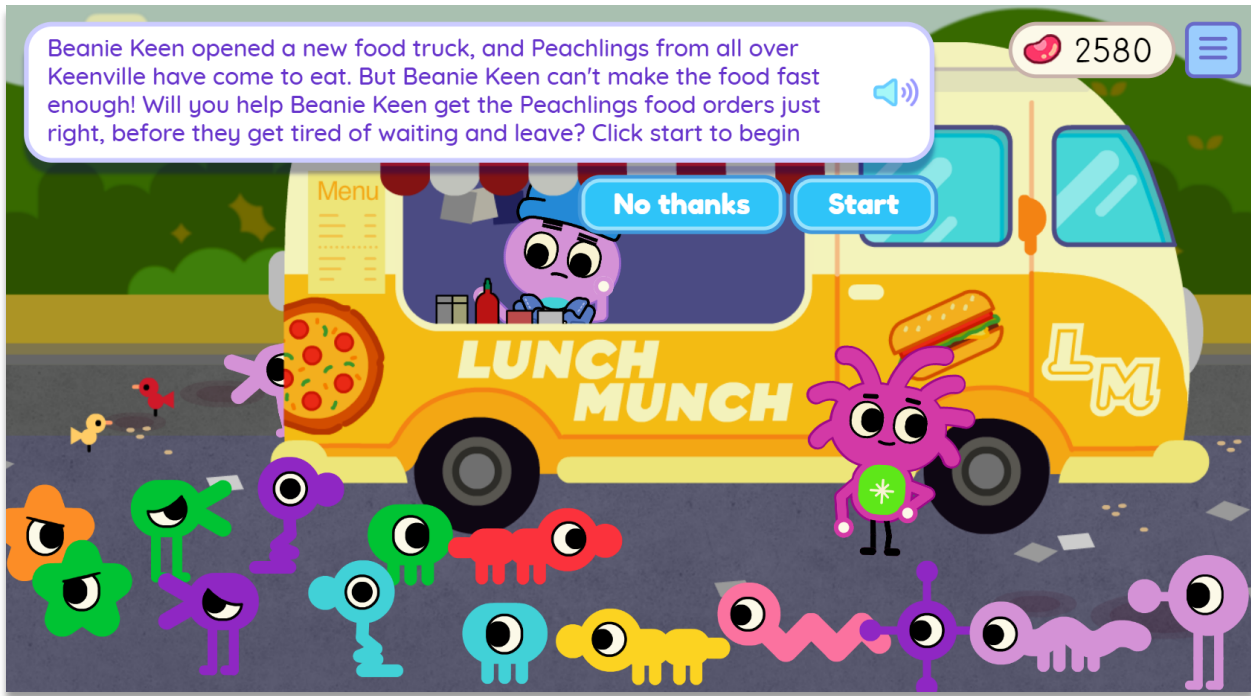 Beanie Keen opened a new food truck, and Peachlings from all over
Keenville have come to eat. But Beanie Keen can't make the food fast
enough! Will you help Beanie Keen get the Peachlings food orders just
right, before they get tired of waiting and leave? Click start to begin
2580
No thanks
Start
Menu
LUNCH
MUNCH
LM